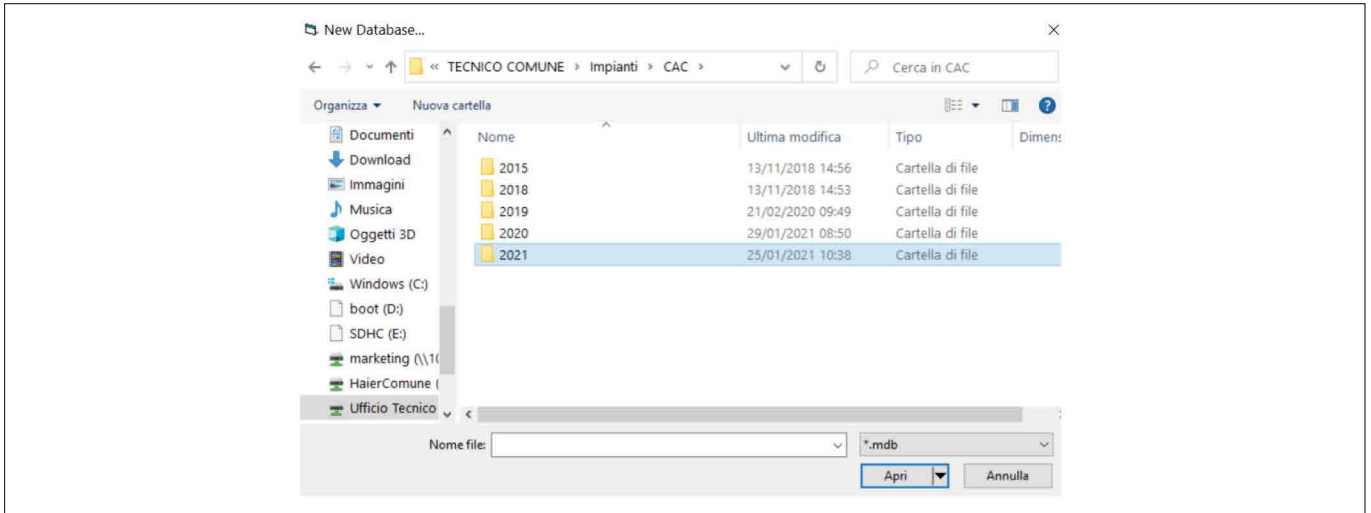 New Database...
« TECNICO COMUNE > Impianti > CAC >
Cerca in CAC
Organizza
Nuova cartella
Nome
Ultima modifica
Tipo
Dimens
Documenti
Download
Immagini
Musica
Oggetti 3D
Video
Windows (C:)
boot (D:)
SDHC (E:)
marketing (\\10
HaierComune (
Ufficio Tecnico
2015 13/11/2018 14:56 Cartella di file
2018 13/11/2018 14:53 Cartella di file
2019 21/02/2020 09:49 Cartella di file
2020 29/01/2021 08:50 Cartella di file
2021 25/01/2021 10:38 Cartella di file
Nome file:
*.mdb
Apri
Annulla